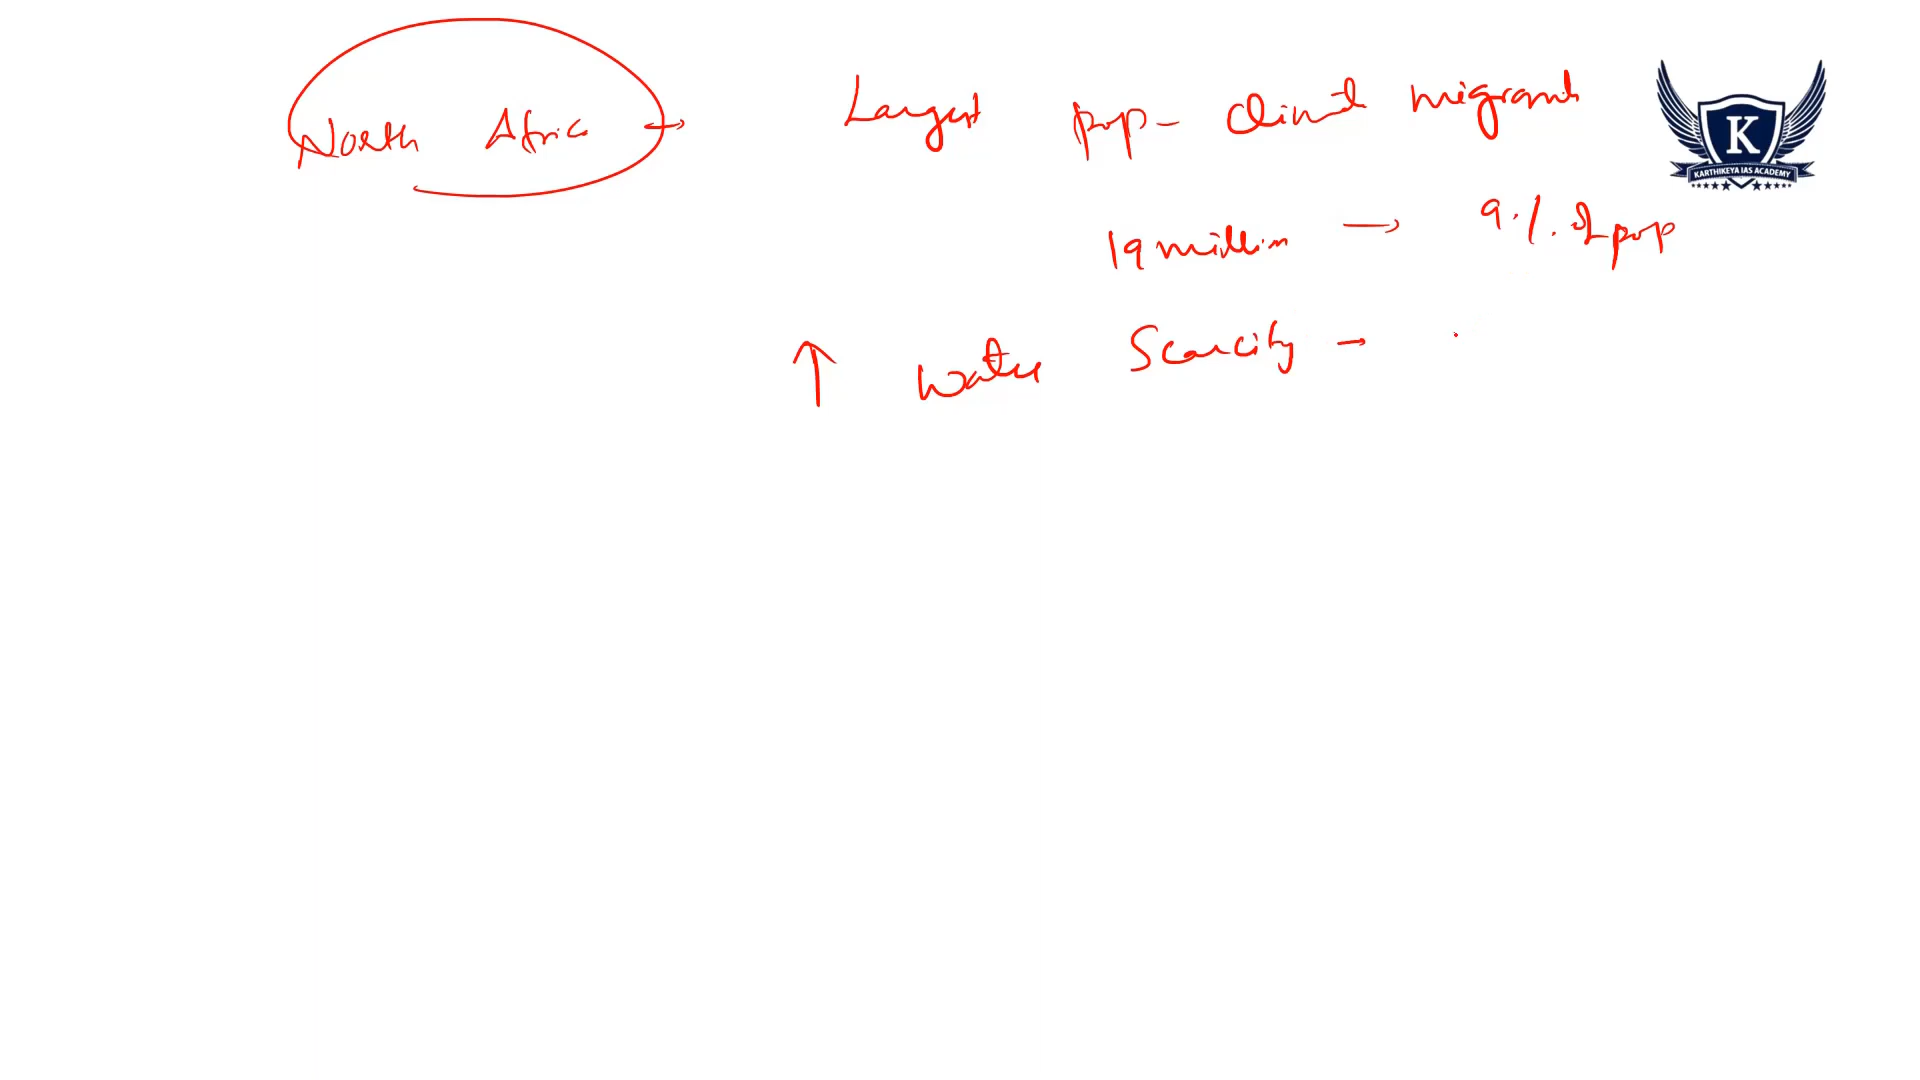 North Africa → Largest pop - climate migrants
K
KARTHIKEYA IAS ACADEMY
19 million → 9% of pop
↑ Water Scarcity →